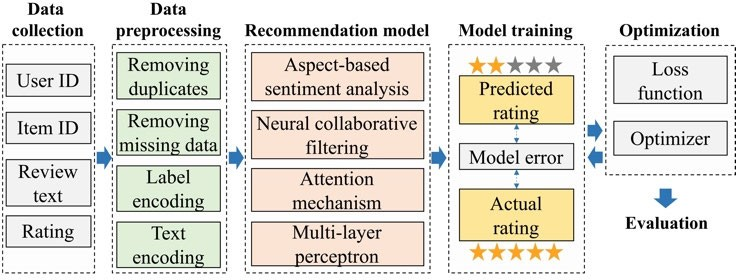 Data
collection
User ID
Item ID
Review
text
Rating
Data
preprocessing
Removing
duplicates
Removing
missing data
Label
encoding
Text
encoding
Recommendation model
Aspect-based
sentiment analysis
Neural collaborative
filtering
Attention
mechanism
Multi-layer
perceptron
Model training
Predicted
rating
Model error
Actual
rating
Optimization
Loss
function
Optimizer
Evaluation